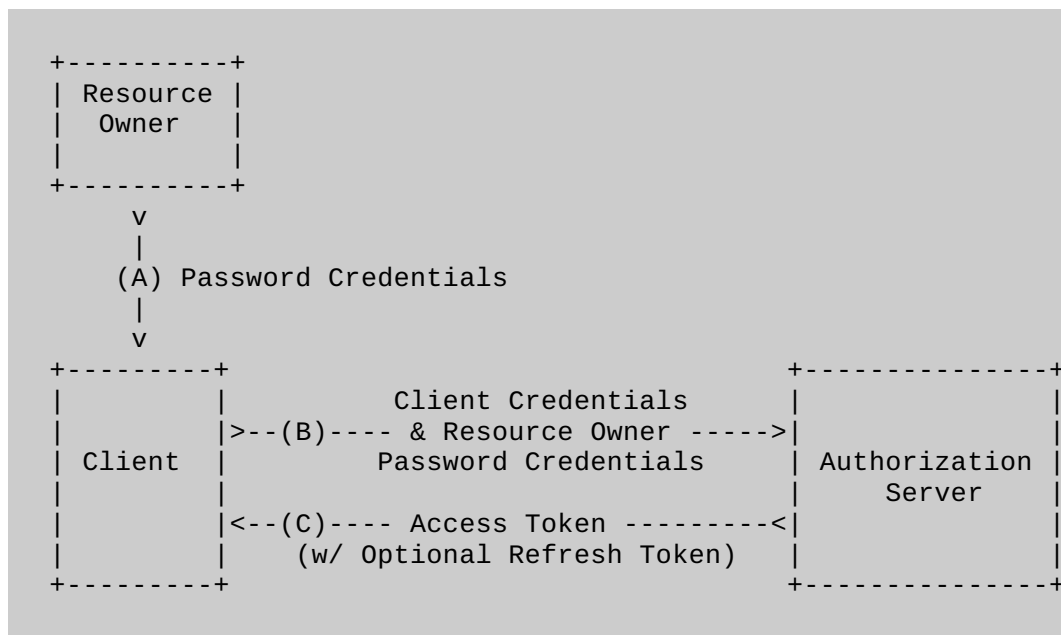 Resource
Owner
(A) Password Credentials
Client Credentials
>--(B)---- & Resource Owner ----->
Client Password Credentials Authorization
Server
<--(C)---- Access Token ---------<
(w/ Optional Refresh Token)